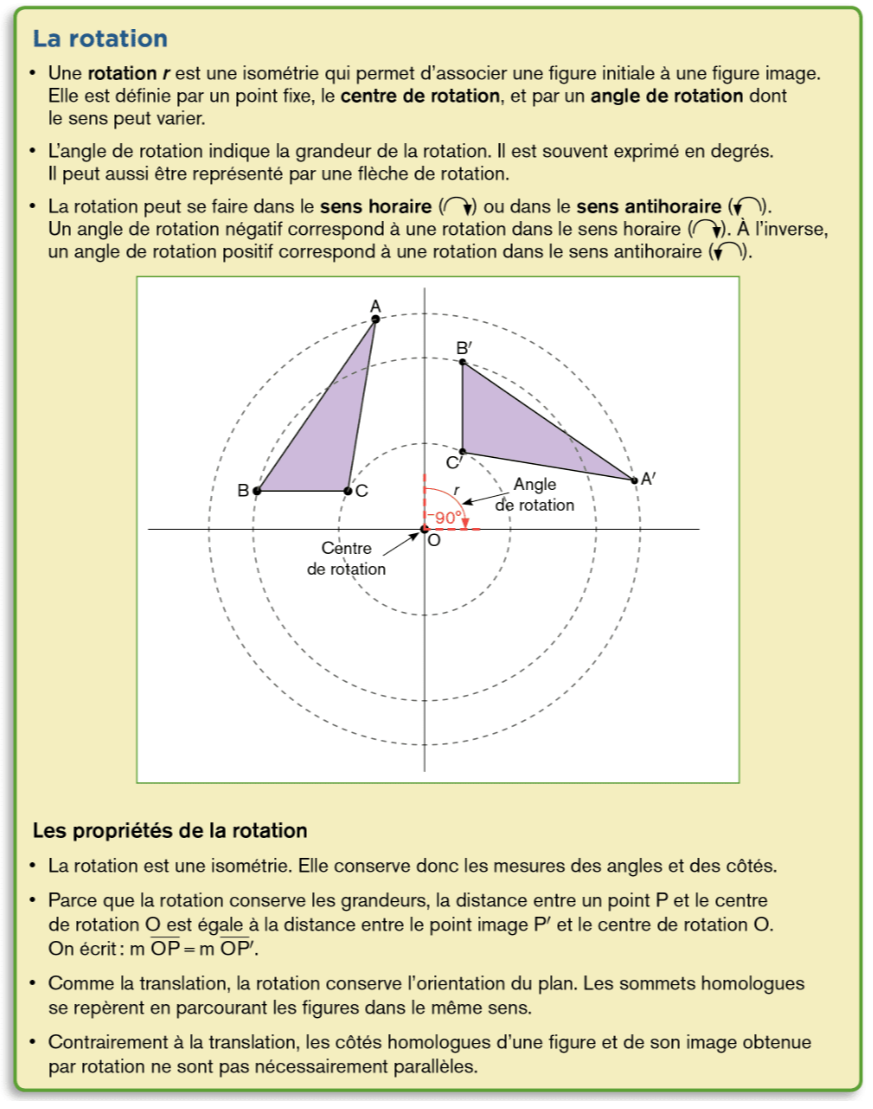 La rotation
• Une rotation r est une isométrie qui permet d'associer une figure initiale à une figure image.
Elle est définie par un point fixe, le centre de rotation, et par un angle de rotation dont
le sens peut varier.
• L'angle de rotation indique la grandeur de la rotation. Il est souvent exprimé en degrés.
Il peut aussi être représenté par une flèche de rotation.
• La rotation peut se faire dans le sens horaire () ou dans le sens antihoraire ().
Un angle de rotation négatif correspond à une rotation dans le sens horaire (). À l'inverse,
un angle de rotation positif correspond à une rotation dans le sens antihoraire ().
A
B′
C′
A′
B
C
r
Angle
de rotation
−90°
O
Centre
de rotation
Les propriétés de la rotation
• La rotation est une isométrie. Elle conserve donc les mesures des angles et des côtés.
• Parce que la rotation conserve les grandeurs, la distance entre un point P et le centre
de rotation O est égale à la distance entre le point image P′ et le centre de rotation O.
On écrit : m OP = m OP′.
• Comme la translation, la rotation conserve l'orientation du plan. Les sommets homologues
se repèrent en parcourant les figures dans le même sens.
• Contrairement à la translation, les côtés homologues d'une figure et de son image obtenue
par rotation ne sont pas nécessairement parallèles.